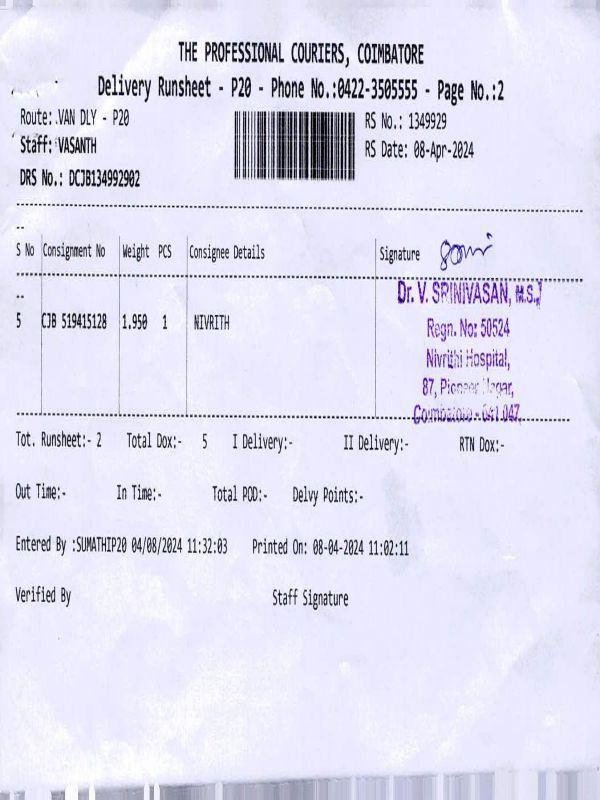 THE PROFESSIONAL COURIERS, COIMBATORE
Delivery Runsheet - P20 - Phone No.:0422-3505555 - Page No.:2
Route: VAN DLY - P20
RS No.: 1349929
Staff: VASANTH
RS Date: 08-Apr-2024
DRS No.: DCJB134992902
--
S No Consignment No Weight PCS Consignee Details Signature
--
5 CJB 519415128 1.950 1 NIVRITH
Dr. V. SRINIVASAN, M.S.,
Regn. No: 50524
Nivrithi Hospital,
87, Pioneer Nagar,
Coimbatore - 641 047.
Tot. Runsheet:- 2 Total Dox:- 5 I Delivery:- II Delivery:- RTN Dox:-
Out Time:- In Time:- Total POD:- Delvy Points:-
Entered By :SUMATHIP20 04/08/2024 11:32:03 Printed On: 08-04-2024 11:02:11
Verified By Staff Signature